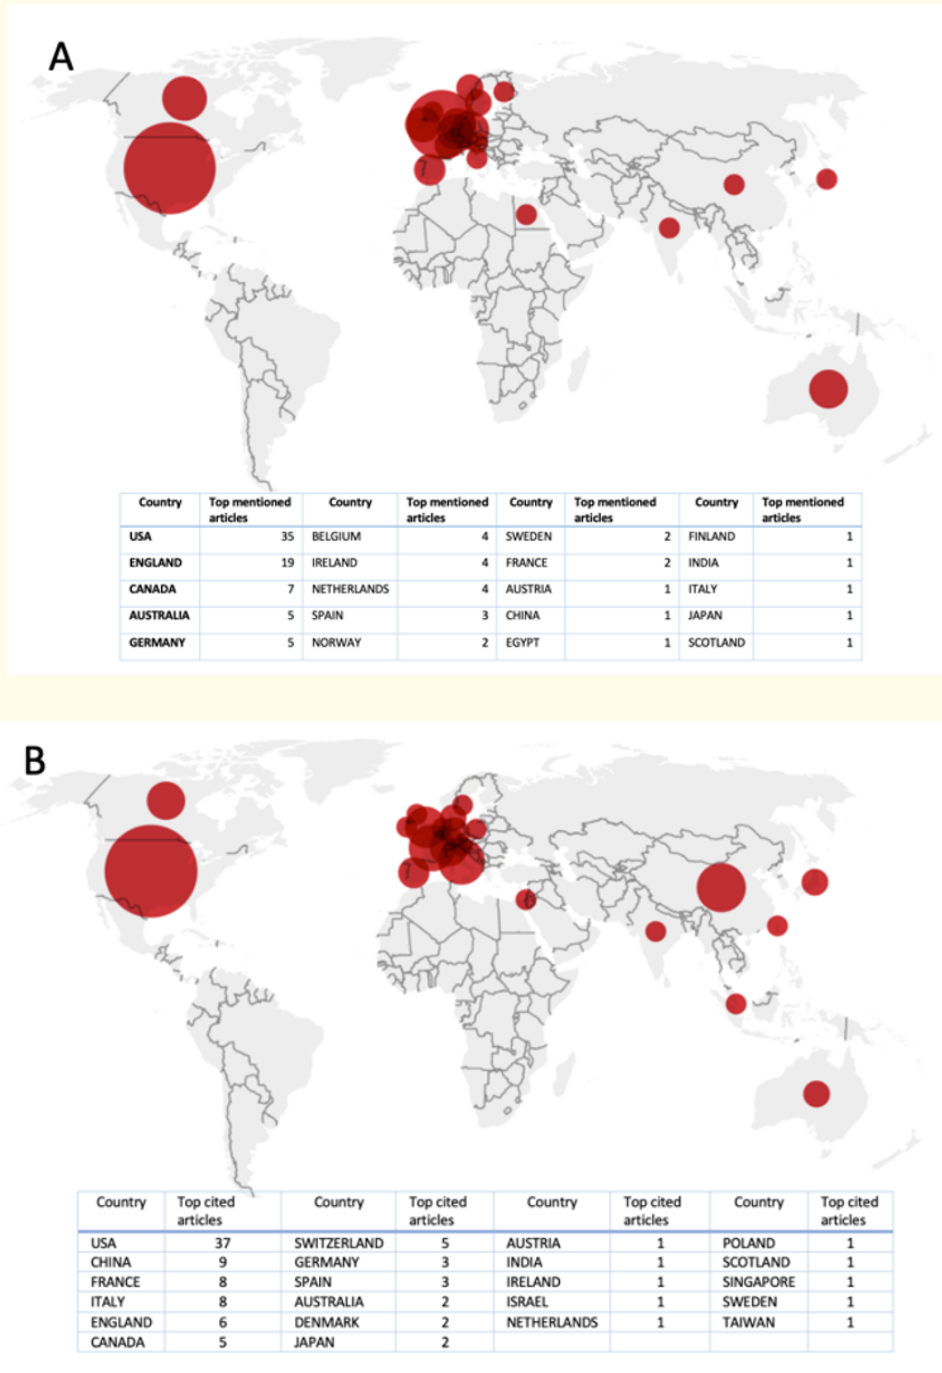 A
Country Top mentioned articles Country Top mentioned articles Country Top mentioned articles Country Top mentioned articles
USA 35 BELGIUM 4 SWEDEN 2 FINLAND 1
ENGLAND 19 IRELAND 4 FRANCE 2 INDIA 1
CANADA 7 NETHERLANDS 4 AUSTRIA 1 ITALY 1
AUSTRALIA 5 SPAIN 3 CHINA 1 JAPAN 1
GERMANY 5 NORWAY 2 EGYPT 1 SCOTLAND 1
B
Country Top cited articles Country Top cited articles Country Top cited articles Country Top cited articles
USA 37 SWITZERLAND 5 AUSTRIA 1 POLAND 1
CHINA 9 GERMANY 3 INDIA 1 SCOTLAND 1
FRANCE 8 SPAIN 3 IRELAND 1 SINGAPORE 1
ITALY 8 AUSTRALIA 2 ISRAEL 1 SWEDEN 1
ENGLAND 6 DENMARK 2 NETHERLANDS 1 TAIWAN 1
CANADA 5 JAPAN 2